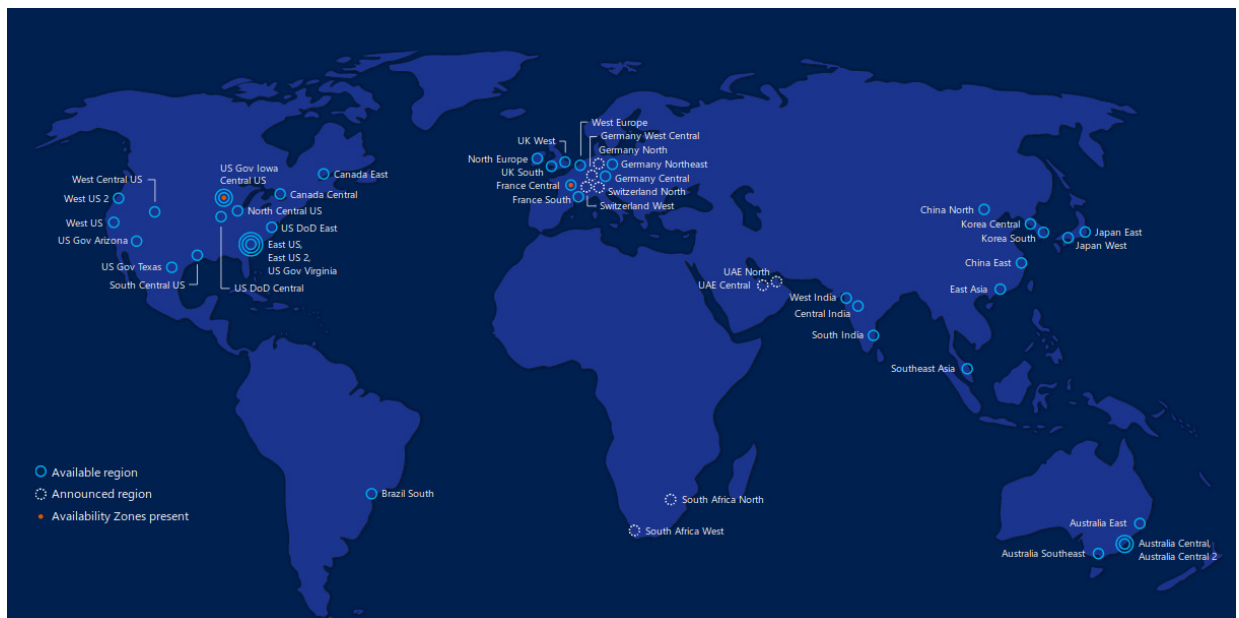 West Central US
West US 2
West US
US Gov Arizona
US Gov Texas
South Central US
US Gov Iowa
Central US
Canada East
Canada Central
North Central US
US DoD East
East US,
East US 2,
US Gov Virginia
US DoD Central
Brazil South
West Europe
Germany West Central
UK West
Germany North
North Europe
Germany Northeast
UK South
Germany Central
France Central
Switzerland North
France South
Switzerland West
UAE North
UAE Central
West India
Central India
South India
China North
Korea Central
Korea South
Japan East
Japan West
China East
East Asia
Southeast Asia
South Africa North
South Africa West
Australia East
Australia Central,
Australia Central 2
Australia Southeast
Available region
Announced region
Availability Zones present